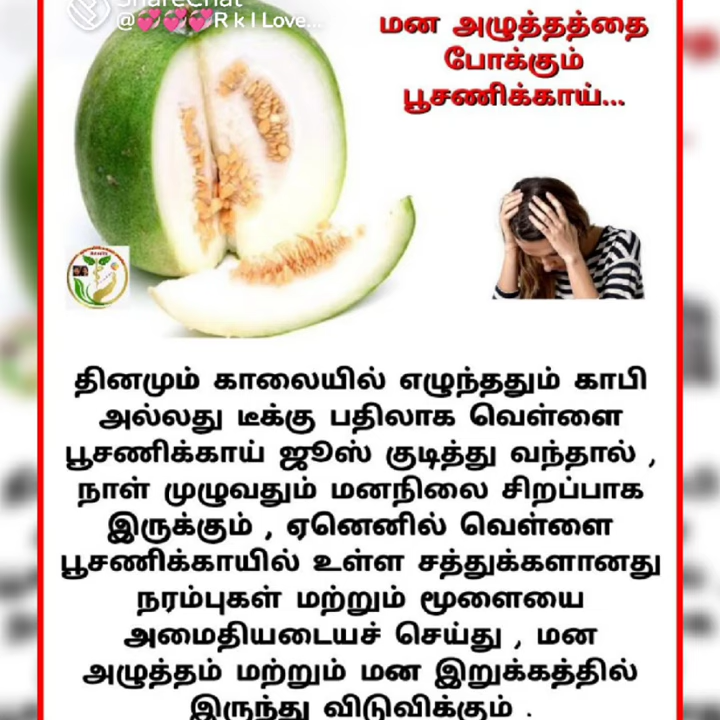 ShareChat
@💕💕💕R k I Love...
மன அழுத்தத்தை
போக்கும்
பூசணிக்காய்...
தினமும் காலையில் எழுந்ததும் காபி
அல்லது டீக்கு பதிலாக வெள்ளை
பூசணிக்காய் ஜூஸ் குடித்து வந்தால் ,
நாள் முழுவதும் மனநிலை சிறப்பாக
இருக்கும் , ஏனெனில் வெள்ளை
பூசணிக்காயில் உள்ள சத்துக்களானது
நரம்புகள் மற்றும் மூளையை
அமைதியடையச் செய்து , மன
அழுத்தம் மற்றும் மன இறுக்கத்தில்
இருந்து விடுவிக்கும் .